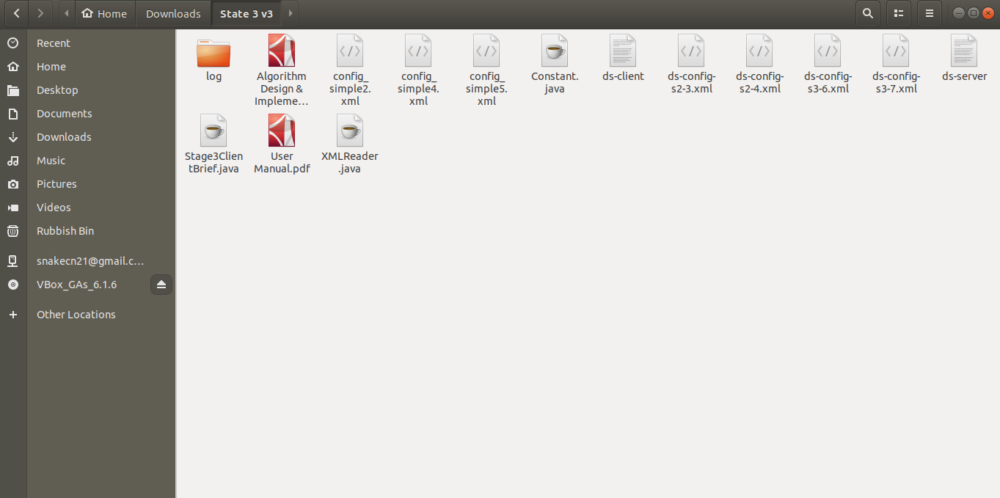 Home
Downloads
State 3 v3
Recent
Home
Desktop
Documents
Downloads
Music
Pictures
Videos
Rubbish Bin
snakecn21@gmail.c…
VBox_GAs_6.1.6
Other Locations
log
Algorithm
Design &
Impleme…
config_
simple2.
xml
config_
simple4.
xml
config_
simple5.
xml
Constant.
java
ds-client
ds-config-
s2-3.xml
ds-config-
s2-4.xml
ds-config-
s3-6.xml
ds-config-
s3-7.xml
ds-server
Stage3Clien
tBrief.java
User
Manual.pdf
XMLReader
.java